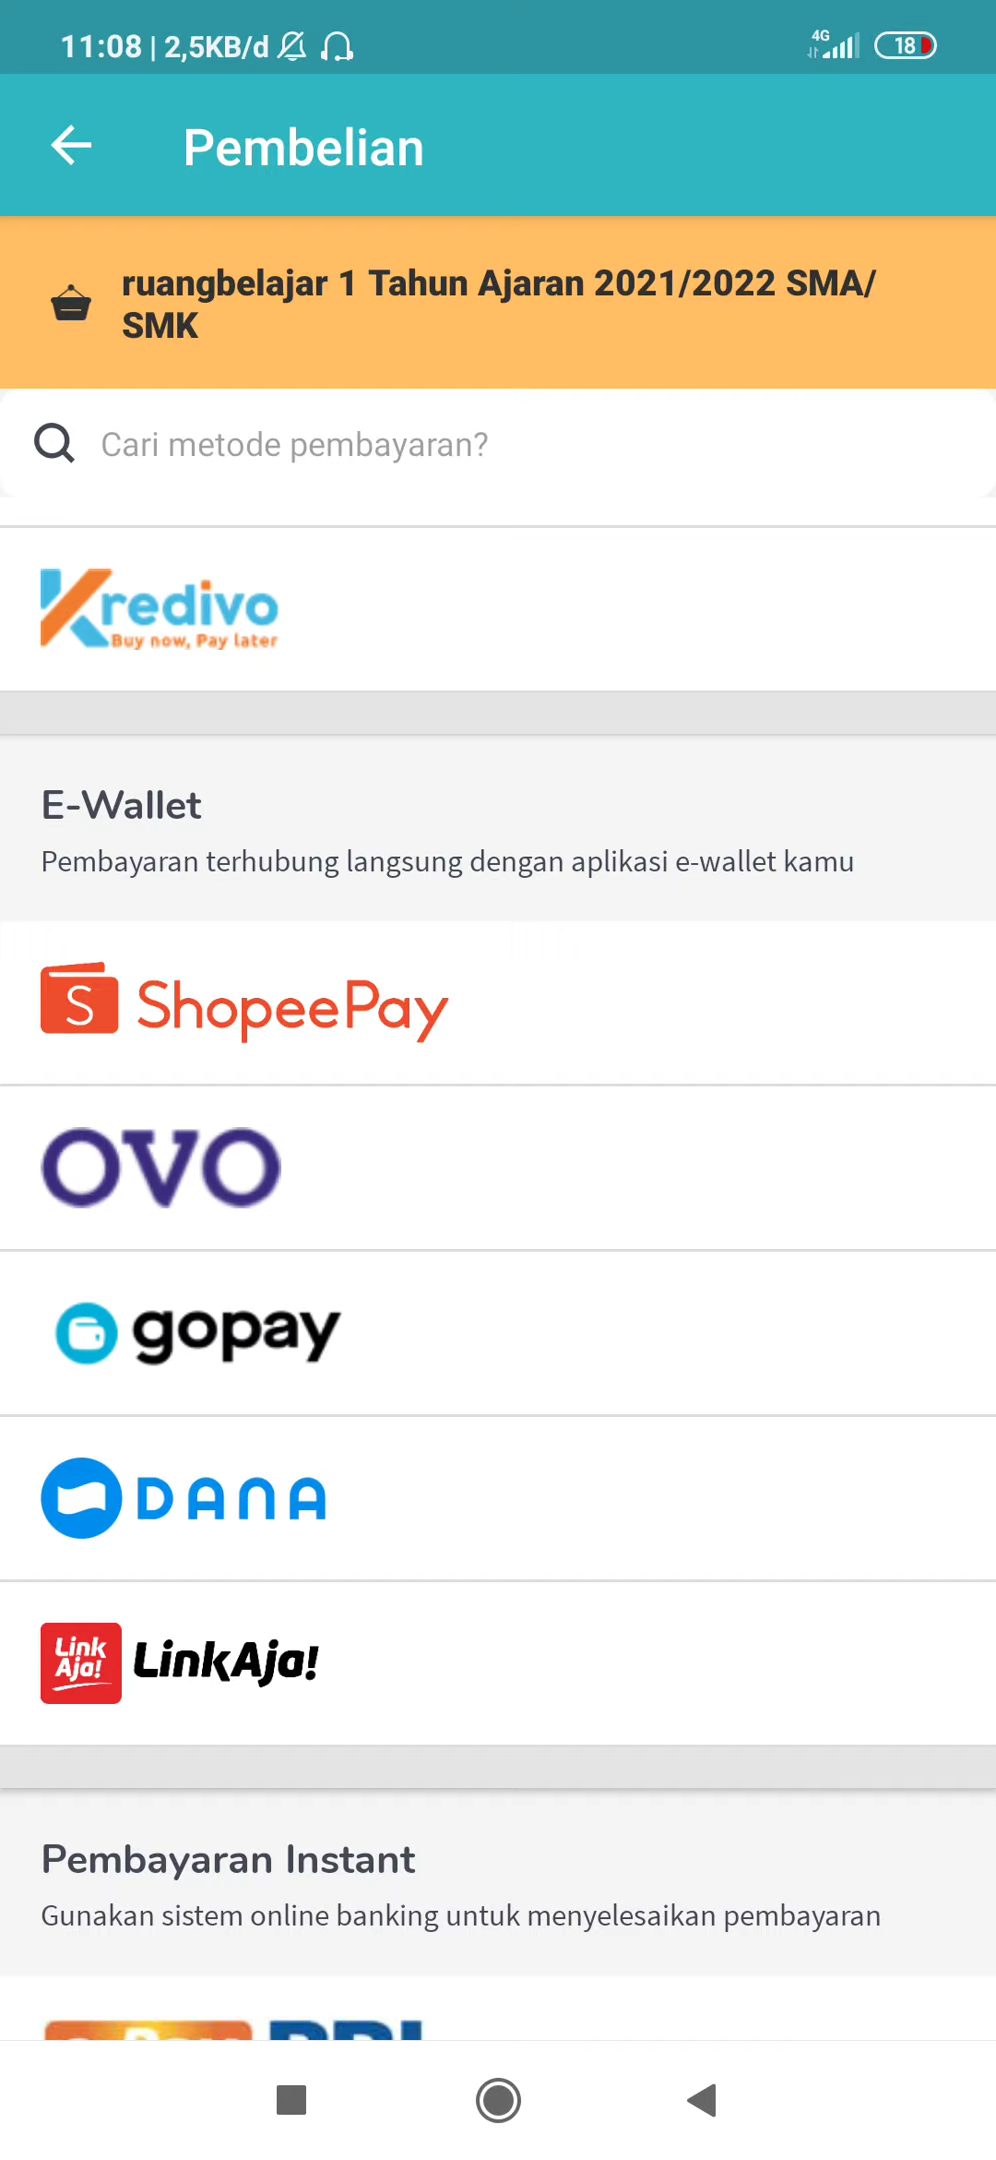 11:08 | 2,5KB/d
4G
18
Pembelian
ruangbelajar 1 Tahun Ajaran 2021/2022 SMA/
SMK
Cari metode pembayaran?
Kredivo
Buy now, Pay later
E-Wallet
Pembayaran terhubung langsung dengan aplikasi e-wallet kamu
S ShopeePay
OVO
gopay
DANA
Link
Aja!
LinkAja!
Pembayaran Instant
Gunakan sistem online banking untuk menyelesaikan pembayaran